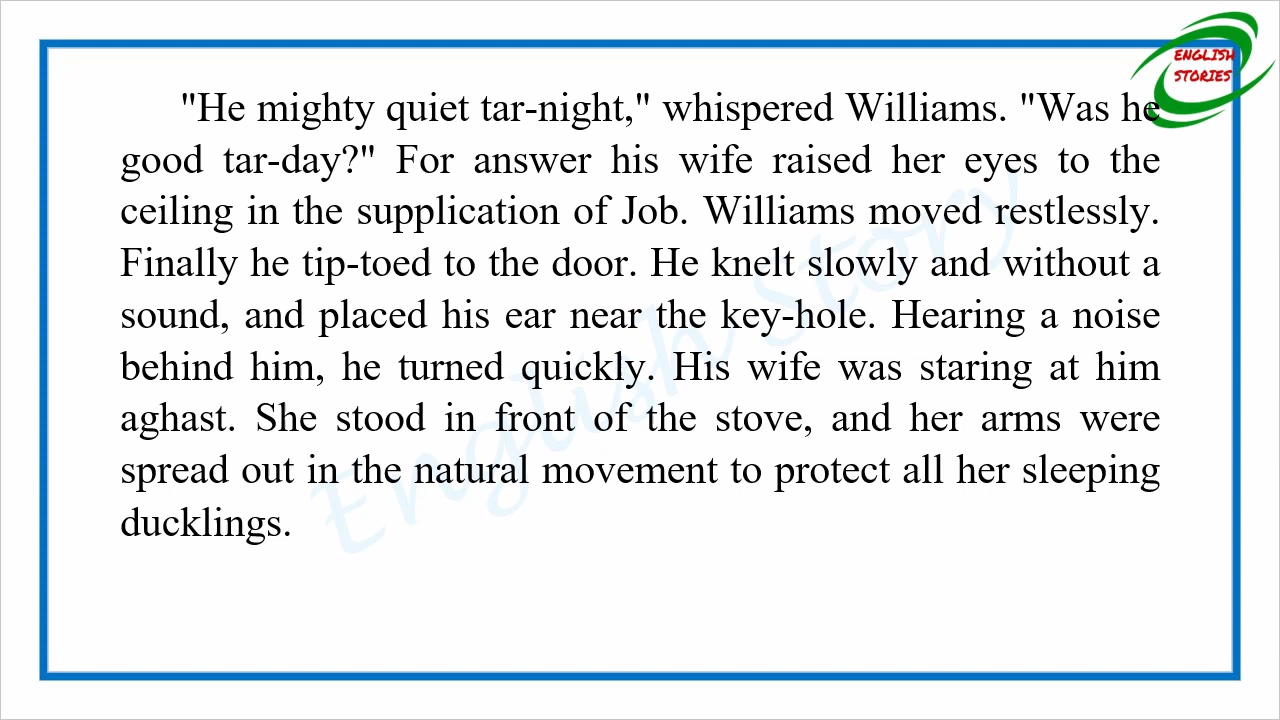 ENGLISH
STORIES
"He mighty quiet tar-night," whispered Williams. "Was he
good tar-day?" For answer his wife raised her eyes to the
ceiling in the supplication of Job. Williams moved restlessly.
Finally he tip-toed to the door. He knelt slowly and without a
sound, and placed his ear near the key-hole. Hearing a noise
behind him, he turned quickly. His wife was staring at him
aghast. She stood in front of the stove, and her arms were
spread out in the natural movement to protect all her sleeping
ducklings.
English Story